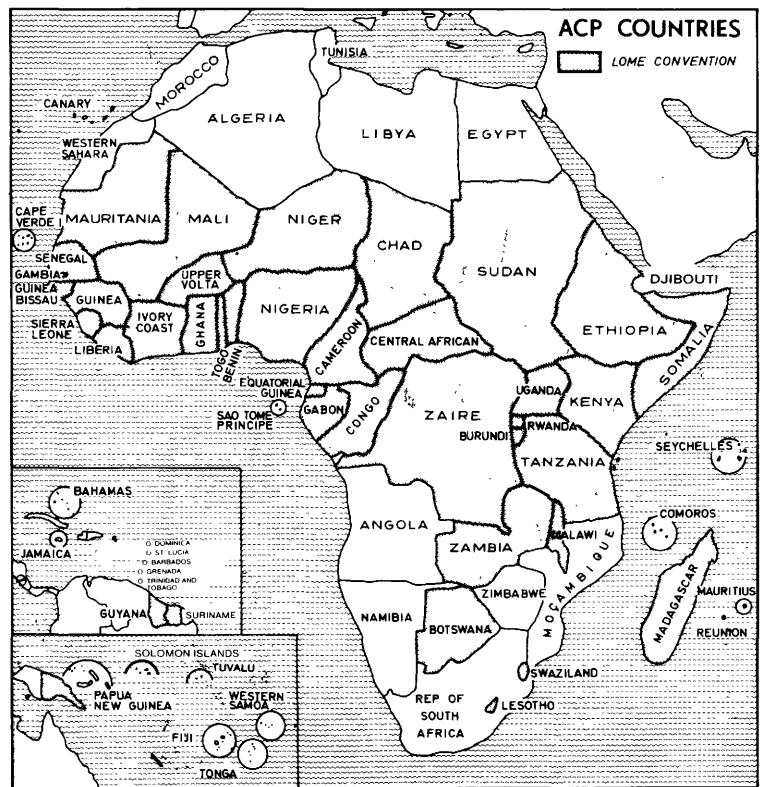 ACP COUNTRIES
LOME CONVENTION
TUNISIA
MOROCCO
CANARY
ALGERIA
LIBYA
EGYPT
WESTERN
SAHARA
CAPE
VERDE I
MAURITANIA
MALI
NIGER
CHAD
SUDAN
SENEGAL
GAMBIA
GUINEA
BISSAU
GUINEA
UPPER
VOLTA
DJIBOUTI
SIERRA
LEONE
IVORY
COAST
GHANA
NIGERIA
ETHIOPIA
LIBERIA
TOGO
BENIN
CAMEROON
CENTRAL AFRICAN
SOMALIA
EQUATORIAL
GUINEA
SAO TOME
PRINCIPE
GABON
CONGO
ZAIRE
UGANDA
KENYA
RWANDA
BURUNDI
TANZANIA
SEYCHELLES
BAHAMAS
JAMAICA
DOMINICA
ST LUCIA
BARBADOS
GRENADA
TRINIDAD AND
TOBAGO
GUYANA
SURINAME
ANGOLA
ZAMBIA
MALAWI
COMOROS
MOÇAMBIQUE
ZIMBABWE
MADAGASCAR
MAURITIUS
REUNION
NAMIBIA
BOTSWANA
SWAZILAND
LESOTHO
REP OF
SOUTH
AFRICA
SOLOMON ISLANDS
TUVALU
PAPUA
NEW GUINEA
WESTERN
SAMOA
FIJI
TONGA